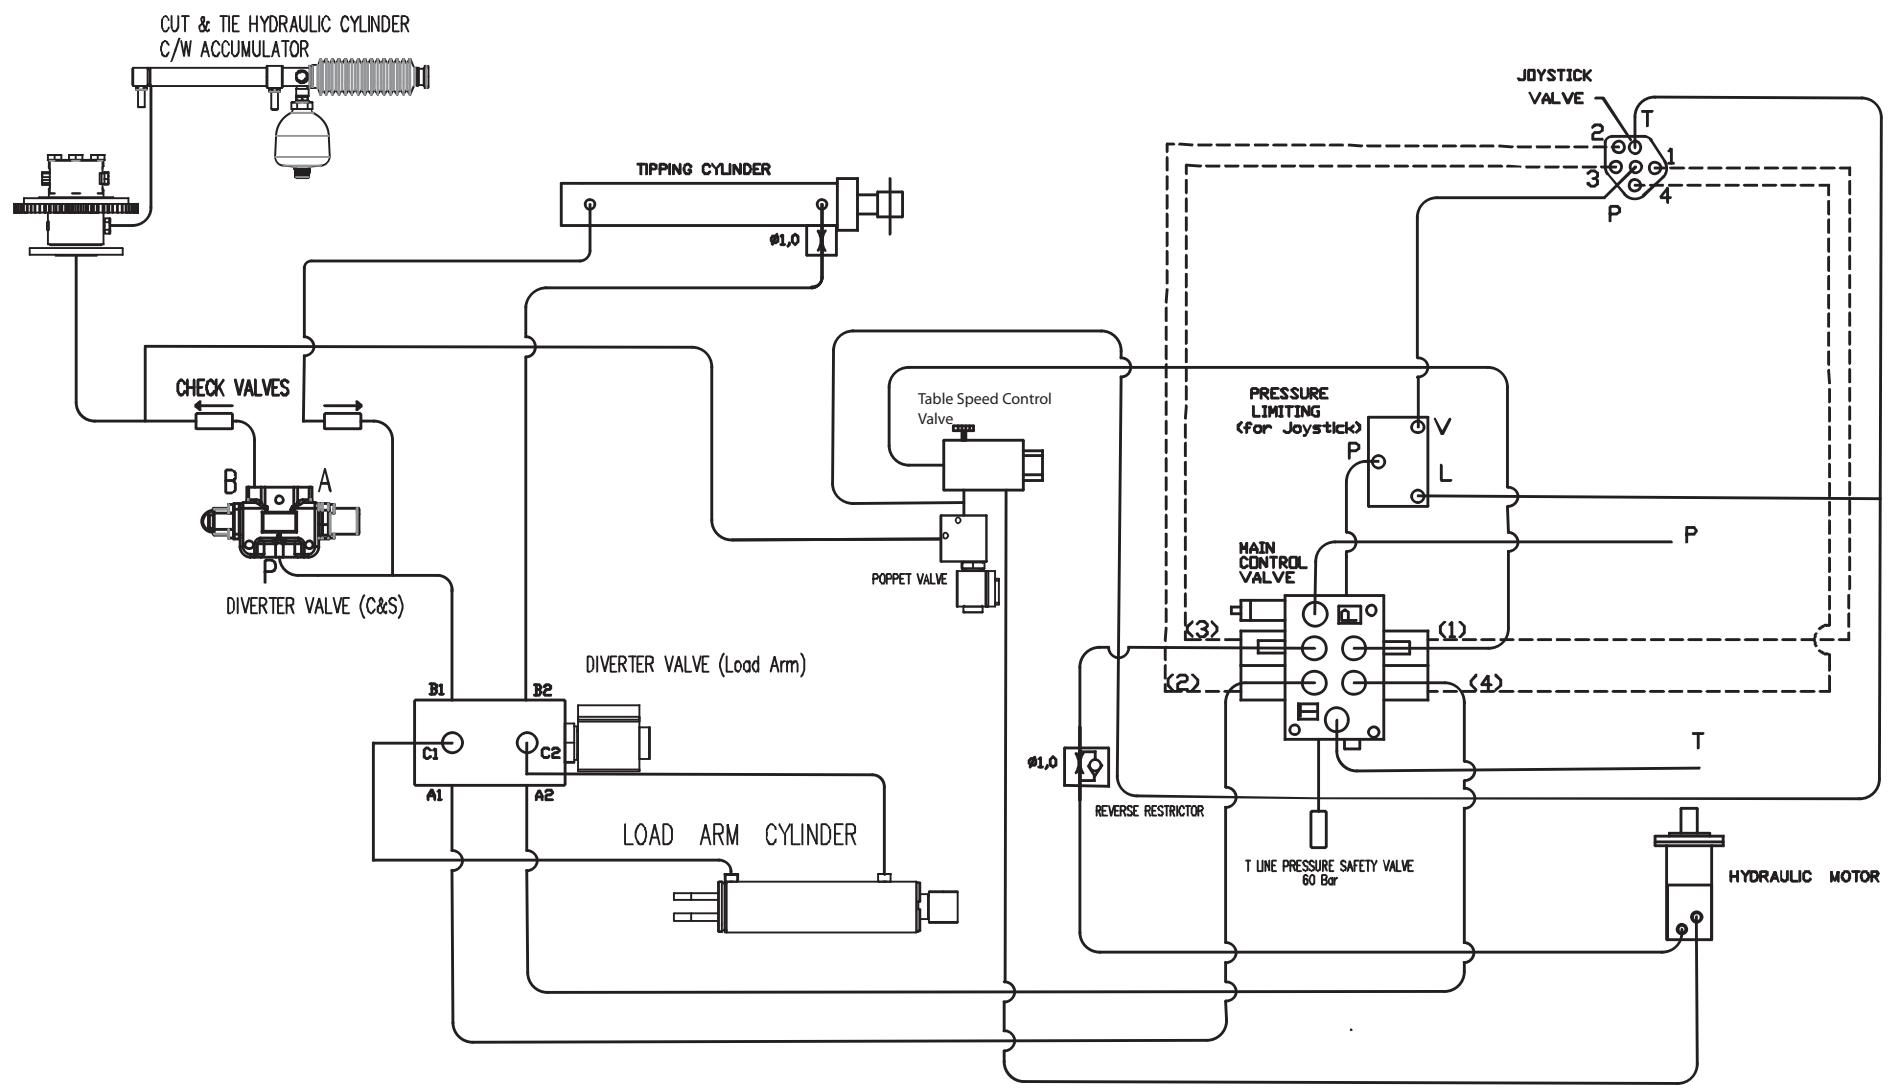 CUT & TIE HYDRAULIC CYLINDER
C/W ACCUMULATOR
JOYSTICK
VALVE
T
2
1
3
4
P
TIPPING CYLINDER
ø1,0
CHECK VALVES
Table Speed Control
Valve
PRESSURE
LIMITING
(for Joystick)
V
P
L
B
A
P
DIVERTER VALVE (C&S)
POPPET VALVE
MAIN
CONTROL
VALVE
P
(3)
(1)
(2)
(4)
DIVERTER VALVE (Load Arm)
B1
B2
C1
C2
A1
A2
T
ø1,0
REVERSE RESTRICTOR
LOAD ARM CYLINDER
T LINE PRESSURE SAFETY VALVE
60 Bar
HYDRAULIC MOTOR